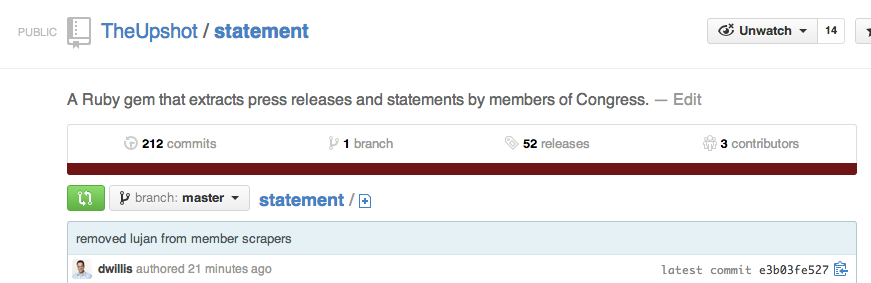 PUBLIC TheUpshot / statement Unwatch 14
A Ruby gem that extracts press releases and statements by members of Congress. — Edit
212 commits 1 branch 52 releases 3 contributors
branch: master statement /
removed lujan from member scrapers
dwillis authored 21 minutes ago latest commit e3b03fe527